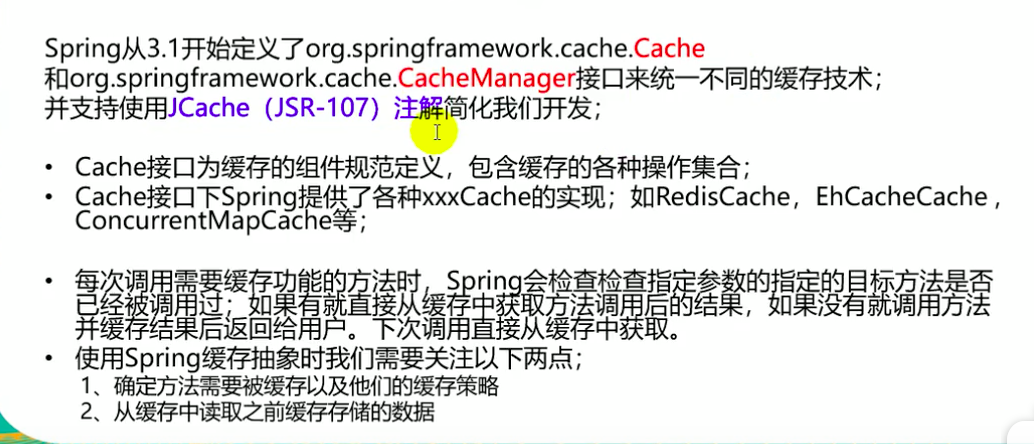 Spring从3.1开始定义了org.springframework.cache.Cache
和org.springframework.cache.CacheManager接口来统一不同的缓存技术；
并支持使用JCache（JSR-107）注解简化我们开发；
• Cache接口为缓存的组件规范定义，包含缓存的各种操作集合；
• Cache接口下Spring提供了各种xxxCache的实现；如RedisCache，EhCacheCache ,
ConcurrentMapCache等；
• 每次调用需要缓存功能的方法时，Spring会检查检查指定参数的指定的目标方法是否
已经被调用过；如果有就直接从缓存中获取方法调用后的结果，如果没有就调用方法
并缓存结果后返回给用户。下次调用直接从缓存中获取。
• 使用Spring缓存抽象时我们需要关注以下两点；
1、确定方法需要被缓存以及他们的缓存策略
2、从缓存中读取之前缓存存储的数据